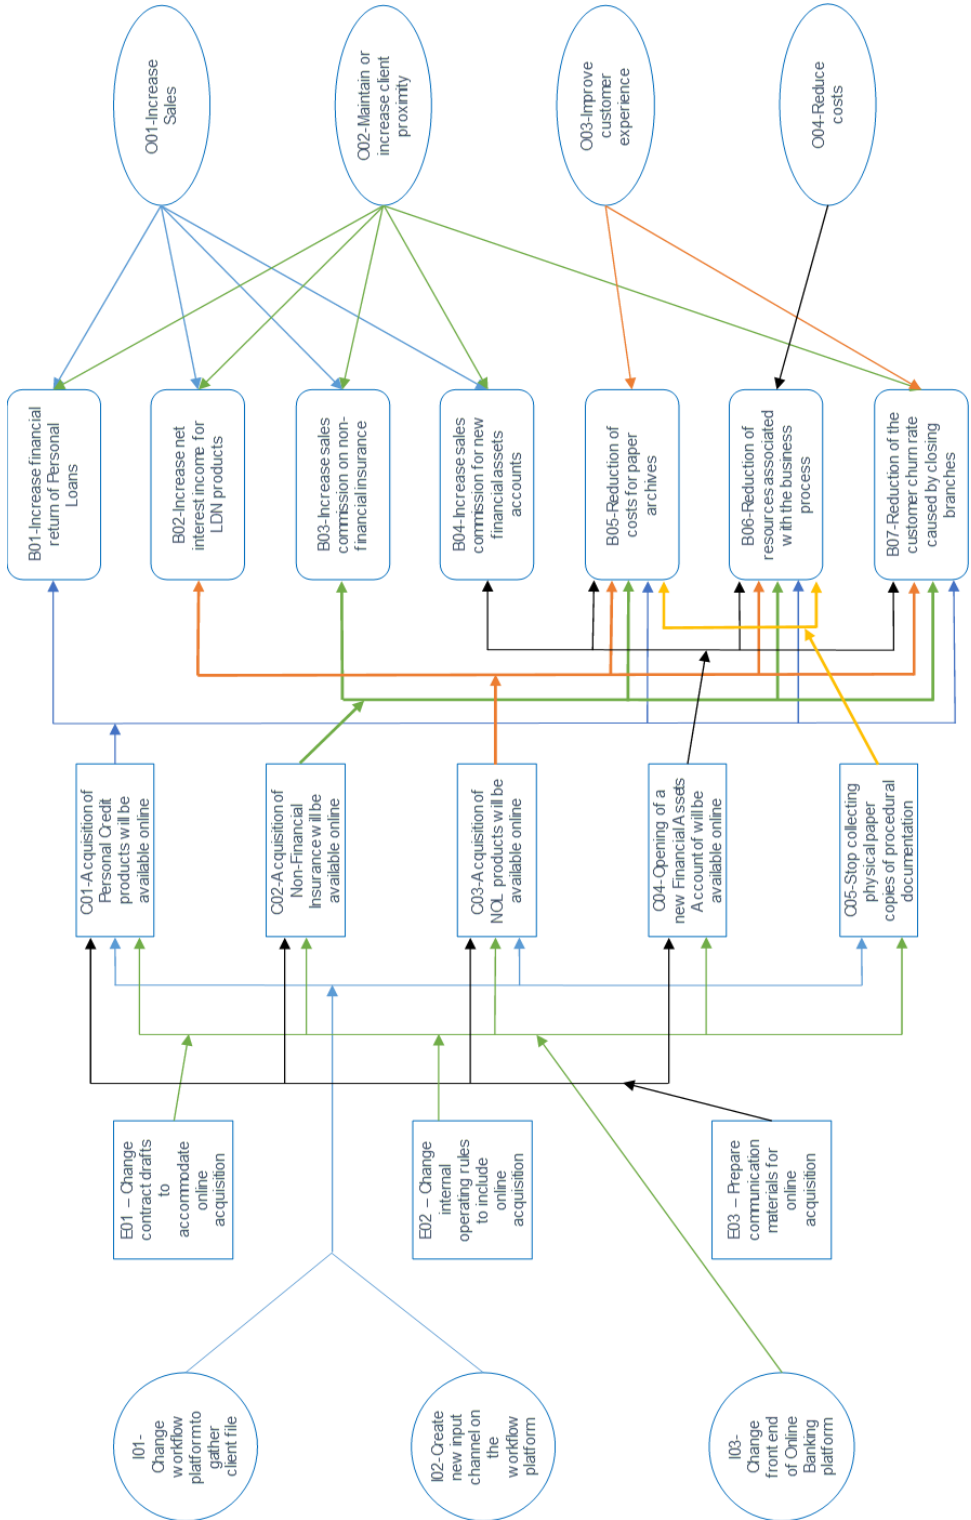 O01-Increase
Sales
O02-Maintain or
increase client
proximity
O03-Improve
customer
experience
O04-Reduce
costs
B01-Increase financial
return of Personal
Loans
B02-Increase net
interest income for
LDN products
B03-Increase sales
commission on non-
financial insurance
B04-Increase sales
commission for new
financial assets
accounts
B05-Reduction of
costs for paper
archives
B06-Reduction of
resources associated
with the business
process
B07-Reduction of the
customer churn rate
caused by closing
branches
C01-Acquisition of
Personal Credit
products will be
available online
C02-Acquisition of
Non-Financial
Insurance will be
available online
C03-Acquisition of
NOL products will be
available online
C04-Opening of a
new Financial Assets
Account of will be
available online
C05-Stop collecting
physical paper
copies of procedural
documentation
E01 – Change
contract drafts
to
accommodate
online
acquisition
E02 – Change
internal
operating rules
to include
online
acquisition
E03 – Prepare
communication
materials for
online
acquisition
I01-
Change
workflow
platform to
gather
client file
I02-Create
new input
channel on
the
workflow
platform
I03-
Change
front end
of Online
Banking
platform